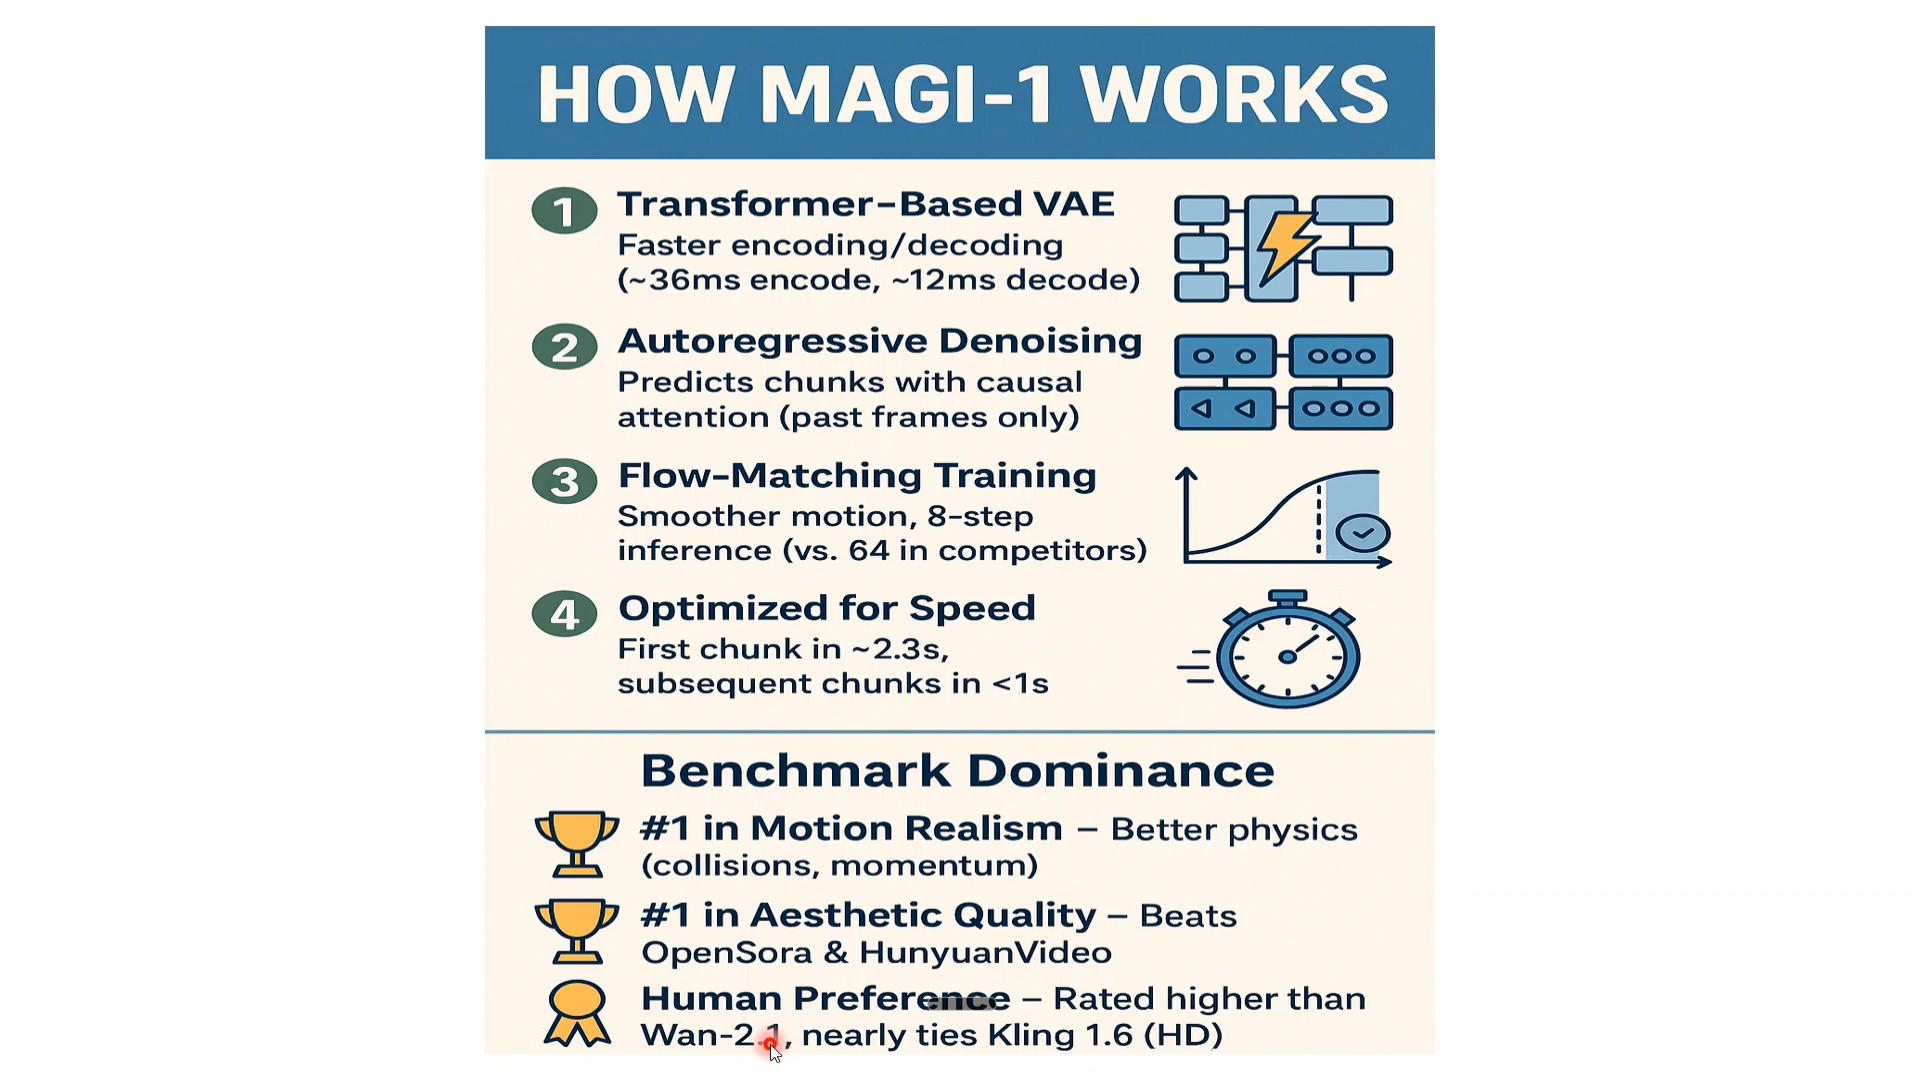 HOW MAGI-1 WORKS
1 Transformer-Based VAE
Faster encoding/decoding
(~36ms encode, ~12ms decode)
2 Autoregressive Denoising
Predicts chunks with causal
attention (past frames only)
3 Flow-Matching Training
Smoother motion, 8-step
inference (vs. 64 in competitors)
4 Optimized for Speed
First chunk in ~2.3s,
subsequent chunks in <1s
Benchmark Dominance
#1 in Motion Realism – Better physics
(collisions, momentum)
#1 in Aesthetic Quality – Beats
OpenSora & HunyuanVideo
Human Preference – Rated higher than
Wan-2.1, nearly ties Kling 1.6 (HD)